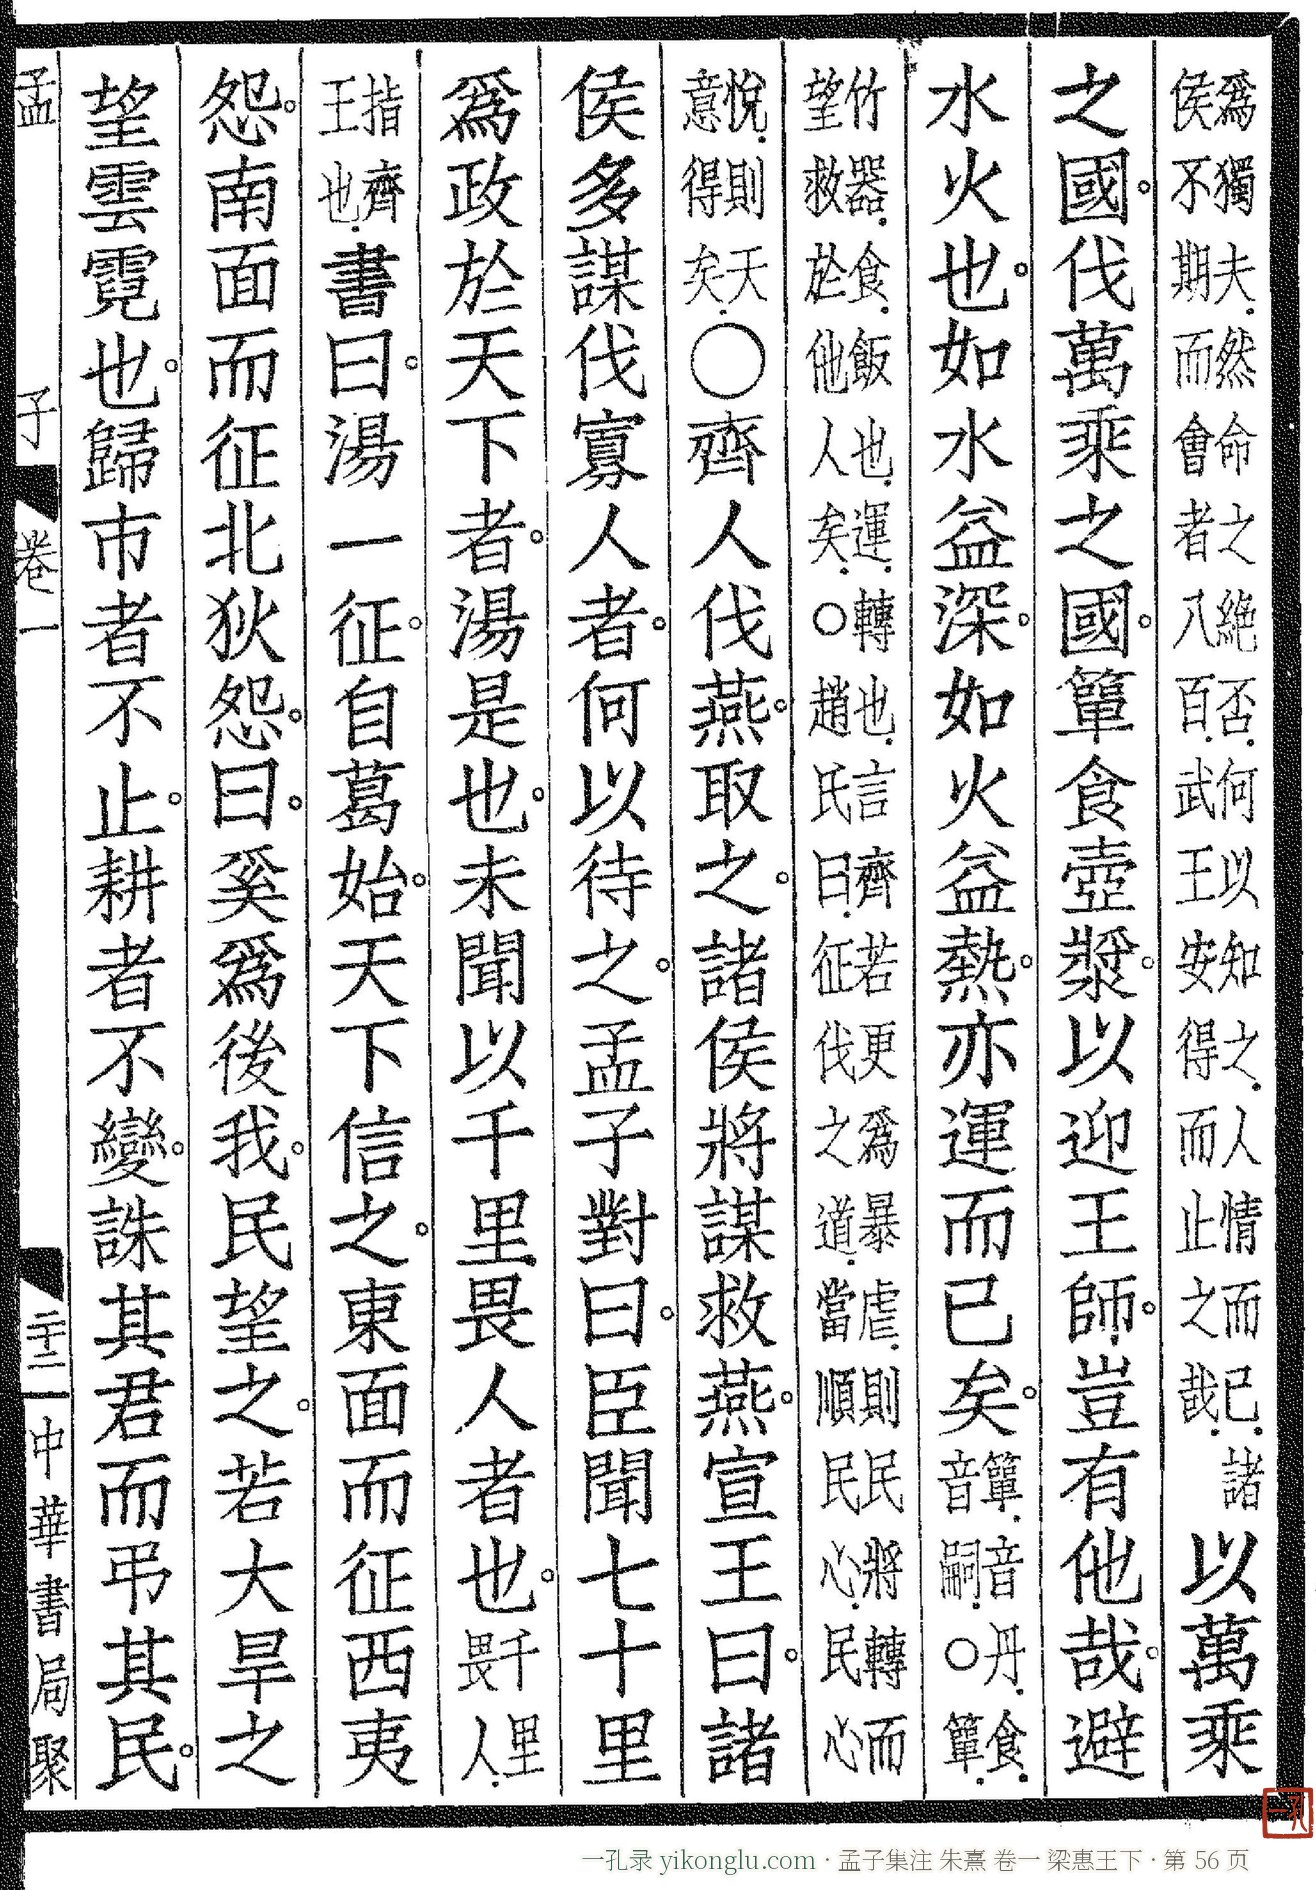 爲獨夫.然命之絶否.何以知之.人情而已.諸侯不期而會者八百.武王安得而止之哉.以萬乘
之國。伐萬乘之國。簞食壺漿。以迎王師。豈有他哉。避
水火也。如水益深。如火益熱。亦運而已矣。簞.音丹.食.音嗣.○簞.
竹器.食.飯也.運.轉也.言齊若更爲暴虐.則民將轉而望救於他人矣.○趙氏曰.征伐之道.當順民心.民心
悅.則天意得矣.○齊人伐燕。取之。諸侯將謀救燕。宣王曰。諸
侯多謀伐寡人者。何以待之。孟子對曰。臣聞七十里
爲政於天下者。湯是也。未聞以千里畏人者也。千里畏人.
指齊王也.書曰。湯一征。自葛始。天下信之。東面而征西夷
怨。南面而征北狄怨。曰。奚爲後我。民望之。若大旱之
望雲霓也。歸市者不止。耕者不變。誅其君而弔其民。
孟子 卷一 二十二 中華書局聚
一孔
一孔录 yikonglu.com · 孟子集注 朱熹 卷一 梁惠王下 · 第 56 页